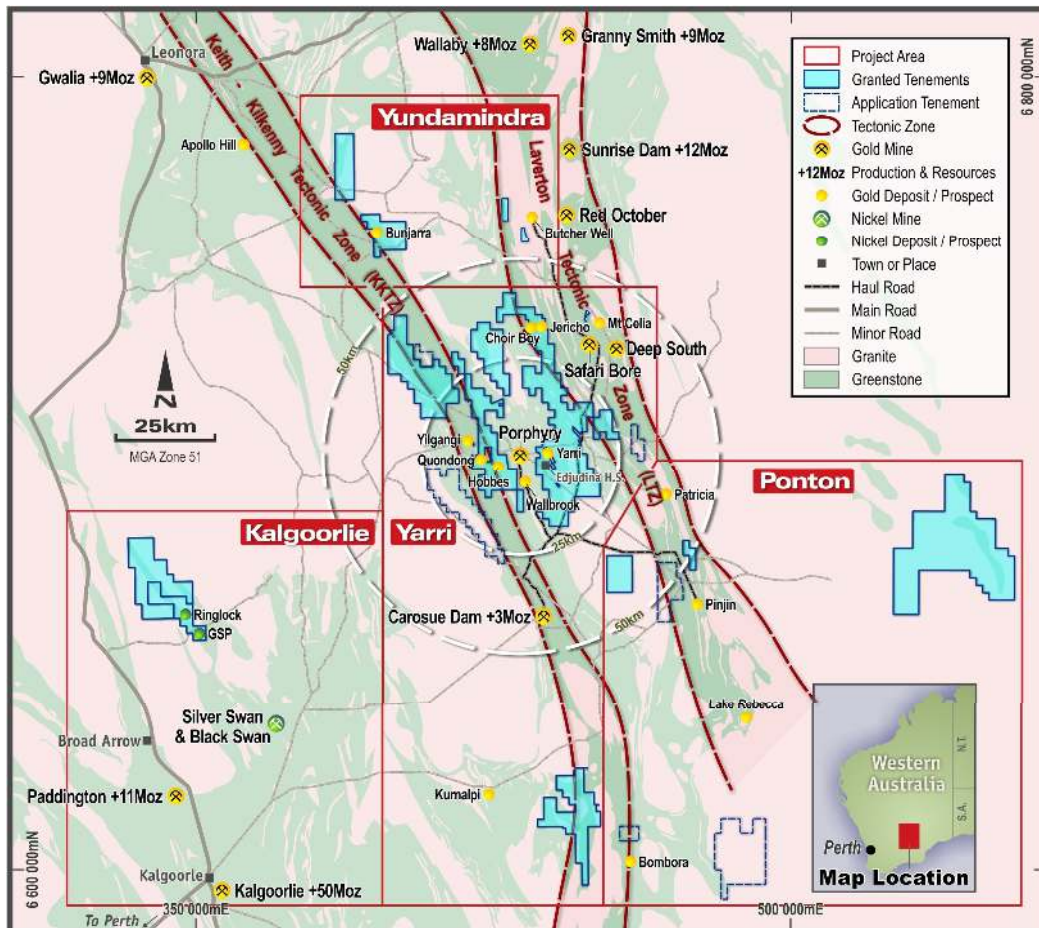 Leonora
Gwalia +9Moz
Wallaby +8Moz
Granny Smith +9Moz
6 800 000mN
Keith - Kilkenny Tectonic Zone (KKTZ)
Yundamindra
Apollo Hill
Laverton Tectonic Zone (LTZ)
Sunrise Dam +12Moz
Red October
Butcher Well
Bunjarra
50km
Choir Boy
Jericho
Mt Celia
Deep South
Safari Bore
N
25km
MGA Zone 51
Yilgangi
Porphyry
Quondong
Yarri
Hobbes
Edjudina H.S.
Wallbrook
Patricia
Ponton
Kalgoorlie
Yarri
25km
50km
Ringlock
GSP
Carosue Dam +3Moz
Pinjin
Silver Swan
& Black Swan
Lake Rebecca
Broad Arrow
Paddington +11Moz
Kurnalpi
Bombora
Kalgoorle
Kalgoorlie +50Moz
6 600 000mN
To Perth
350 000mE
500 000mE
Project Area
Granted Tenements
Application Tenement
Tectonic Zone
Gold Mine
+12Moz Production & Resources
Gold Deposit / Prospect
Nickel Mine
Nickel Deposit / Prospect
Town or Place
Haul Road
Main Road
Minor Road
Granite
Greenstone
Western
Australia
N.T.
S.A.
Perth
Map Location